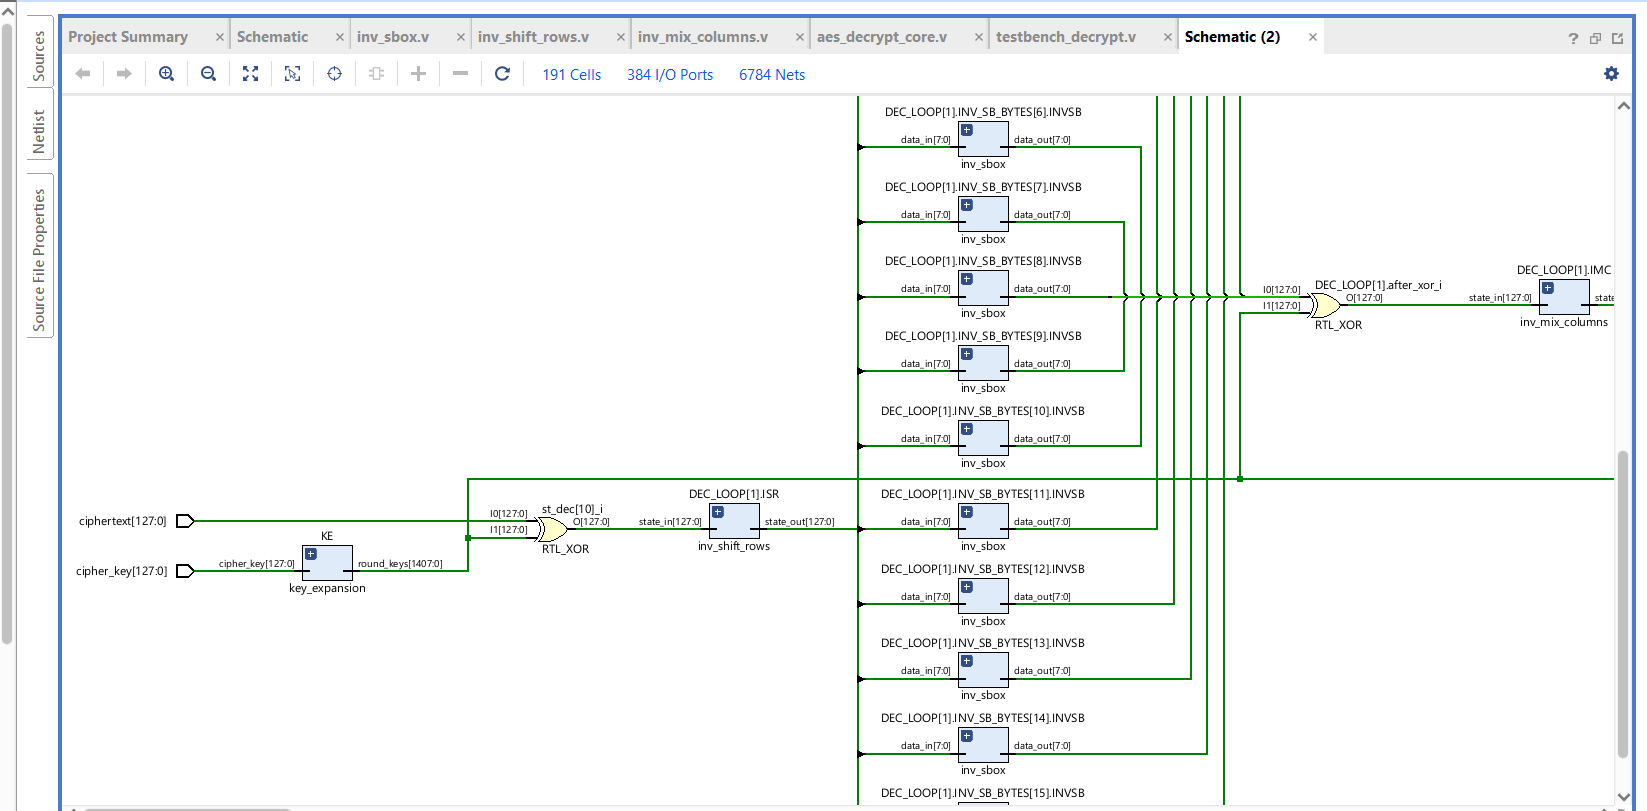 Project Summary
Schematic
inv_sbox.v
inv_shift_rows.v
inv_mix_columns.v
aes_decrypt_core.v
testbench_decrypt.v
Schematic (2)
191 Cells
384 I/O Ports
6784 Nets
Sources
Netlist
Source File Properties
DEC_LOOP[1].INV_SB_BYTES[6].INVSB
data_in[7:0]
data_out[7:0]
inv_sbox
DEC_LOOP[1].INV_SB_BYTES[7].INVSB
data_in[7:0]
data_out[7:0]
inv_sbox
DEC_LOOP[1].INV_SB_BYTES[8].INVSB
data_in[7:0]
data_out[7:0]
inv_sbox
DEC_LOOP[1].INV_SB_BYTES[9].INVSB
data_in[7:0]
data_out[7:0]
inv_sbox
DEC_LOOP[1].INV_SB_BYTES[10].INVSB
data_in[7:0]
data_out[7:0]
inv_sbox
I0[127:0]
I1[127:0]
DEC_LOOP[1].after_xor_i
O[127:0]
RTL_XOR
DEC_LOOP[1].IMC
state_in[127:0]
state
inv_mix_columns
ciphertext[127:0]
cipher_key[127:0]
KE
cipher_key[127:0]
round_keys[1407:0]
key_expansion
I0[127:0]
I1[127:0]
st_dec[10]_i
O[127:0]
RTL_XOR
DEC_LOOP[1].ISR
state_in[127:0]
state_out[127:0]
inv_shift_rows
DEC_LOOP[1].INV_SB_BYTES[11].INVSB
data_in[7:0]
data_out[7:0]
inv_sbox
DEC_LOOP[1].INV_SB_BYTES[12].INVSB
data_in[7:0]
data_out[7:0]
inv_sbox
DEC_LOOP[1].INV_SB_BYTES[13].INVSB
data_in[7:0]
data_out[7:0]
inv_sbox
DEC_LOOP[1].INV_SB_BYTES[14].INVSB
data_in[7:0]
data_out[7:0]
inv_sbox
DEC_LOOP[1].INV_SB_BYTES[15].INVSB